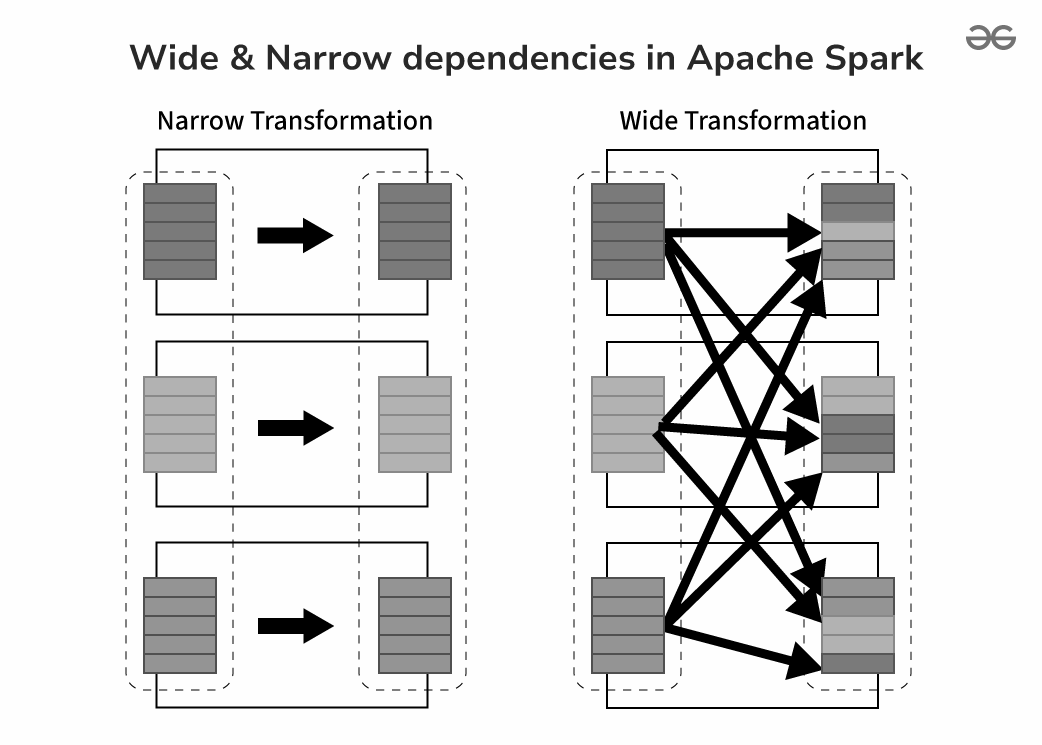 Wide & Narrow dependencies in Apache Spark
Narrow Transformation
Wide Transformation